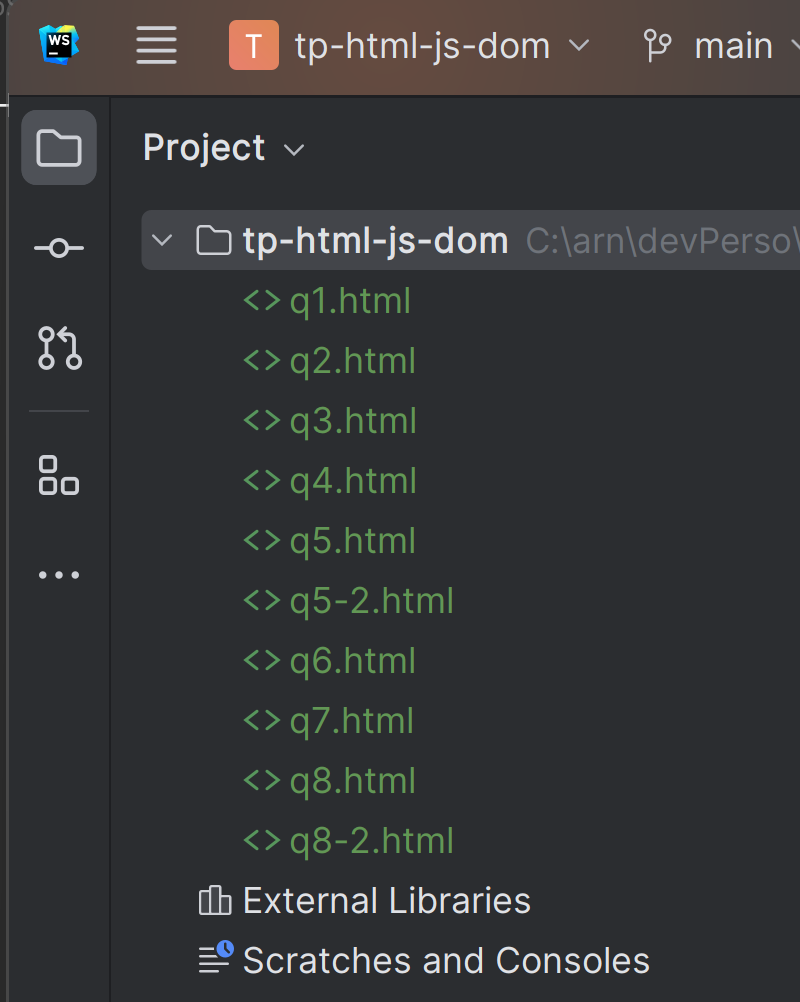 WS T tp-html-js-dom main
Project
tp-html-js-dom C:\arn\devPerso\
q1.html
q2.html
q3.html
q4.html
q5.html
q5-2.html
q6.html
q7.html
q8.html
q8-2.html
External Libraries
Scratches and Consoles